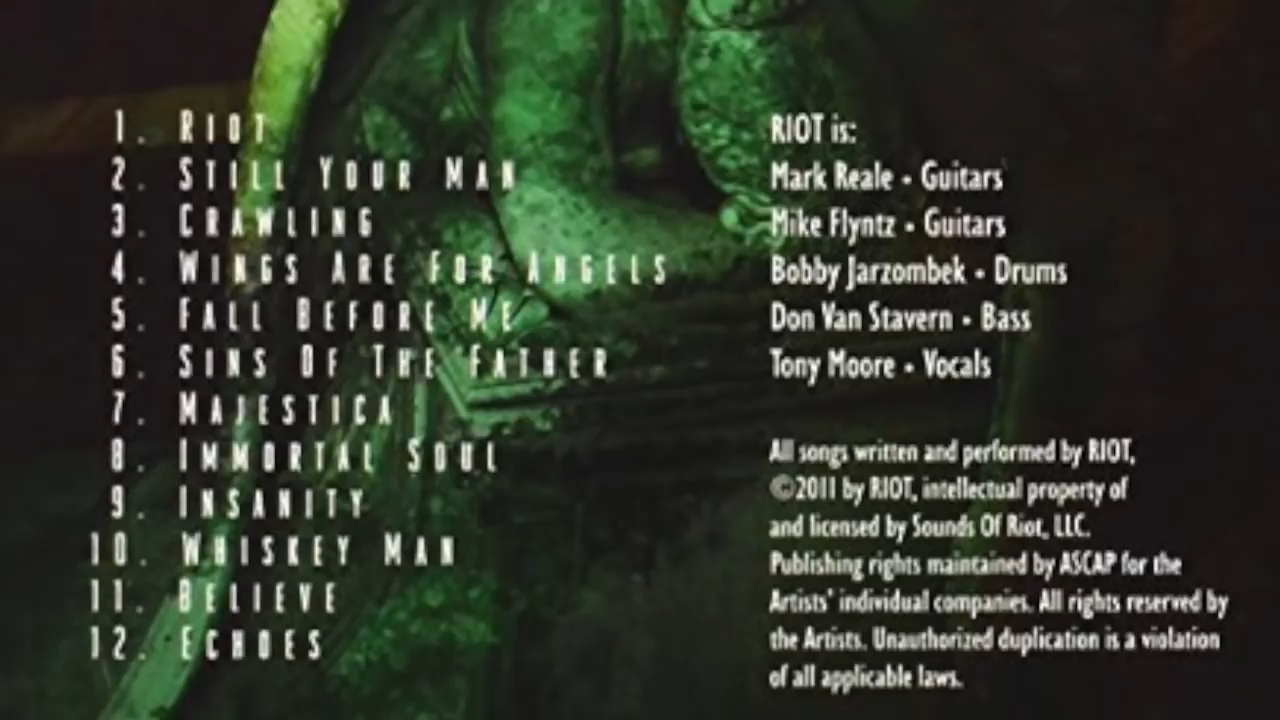 1. RIOT
2. STILL YOUR MAN
3. CRAWLING
4. WINGS ARE FOR ANGELS
5. FALL BEFORE ME
6. SINS OF THE FATHER
7. MAJESTICA
8. IMMORTAL SOUL
9. INSANITY
10. WHISKEY MAN
11. BELIEVE
12. ECHOES
RIOT is:
Mark Reale • Guitars
Mike Flyntz • Guitars
Bobby Jarzombek • Drums
Don Van Stavern • Bass
Tony Moore • Vocals
All songs written and performed by RIOT,
©2011 by RIOT, intellectual property of
and licensed by Sounds Of Riot, LLC.
Publishing rights maintained by ASCAP for the
Artists' individual companies. All rights reserved by
the Artists. Unauthorized duplication is a violation
of all applicable laws.